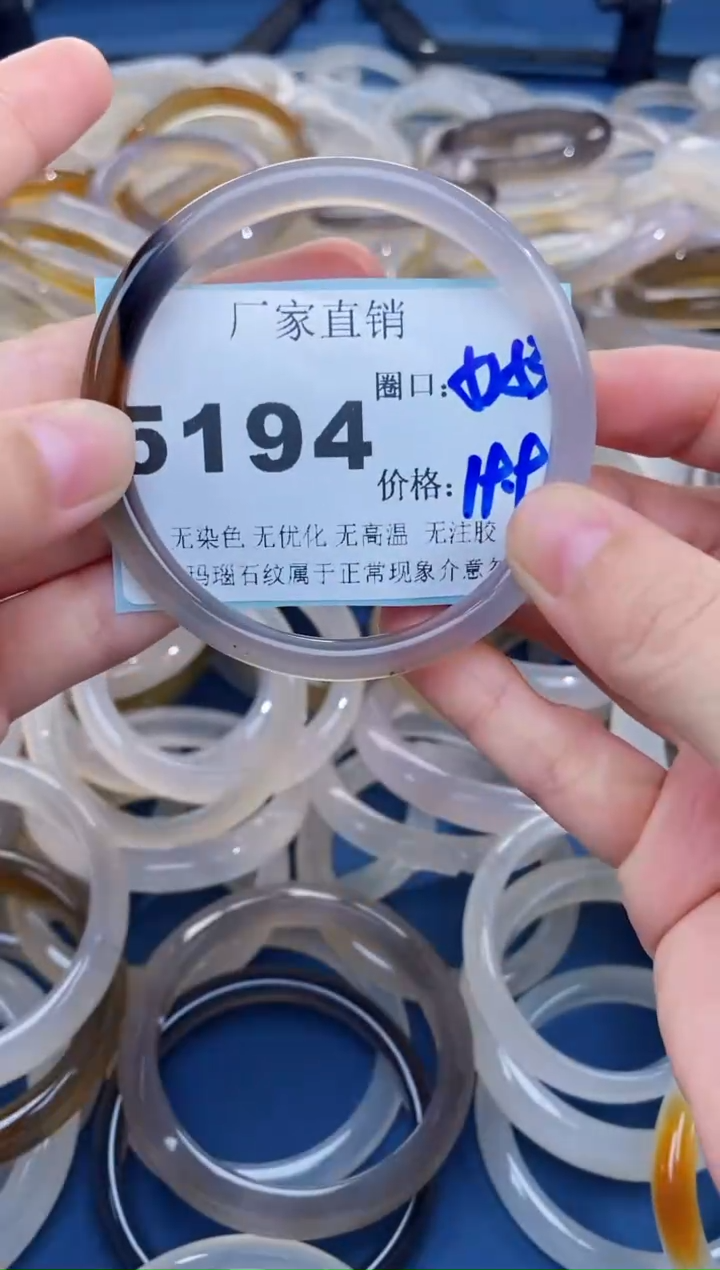 厂家直销
圈口:
5194
价格:
无染色 无优化 无高温 无注胶
玛瑙石纹属于正常现象介意勿